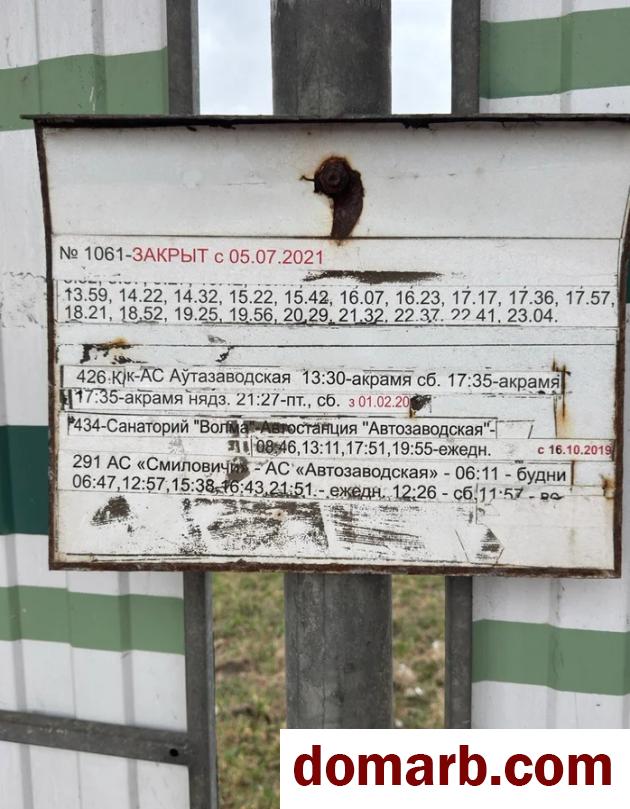 № 1061-ЗАКРЫТ с 05.07.2021
13.59, 14.22, 14.32, 15.22, 15.42, 16.07, 16.23, 17.17, 17.36, 17.57,
18.21, 18.52, 19.25, 19.56, 20.29, 21.32, 22.37, 22.41, 23.04.
426 К/к-АС Аўтазаводская 13:30-акрамя сб. 17:35-акрамя
17:35-акрамя нядз. 21:27-пт., сб. з 01.02.20
434-Санаторий "Волма"-Автостанция "Автозаводская"-
08:46,13:11,17:51,19:55-ежедн. с 16.10.2019
291 АС «Смиловичи» - АС «Автозаводская» - 06:11 - будни
06:47,12:57,15:38,16:43,21:51 - ежедн. 12:26 - сб. 11:57 -
domarb.com